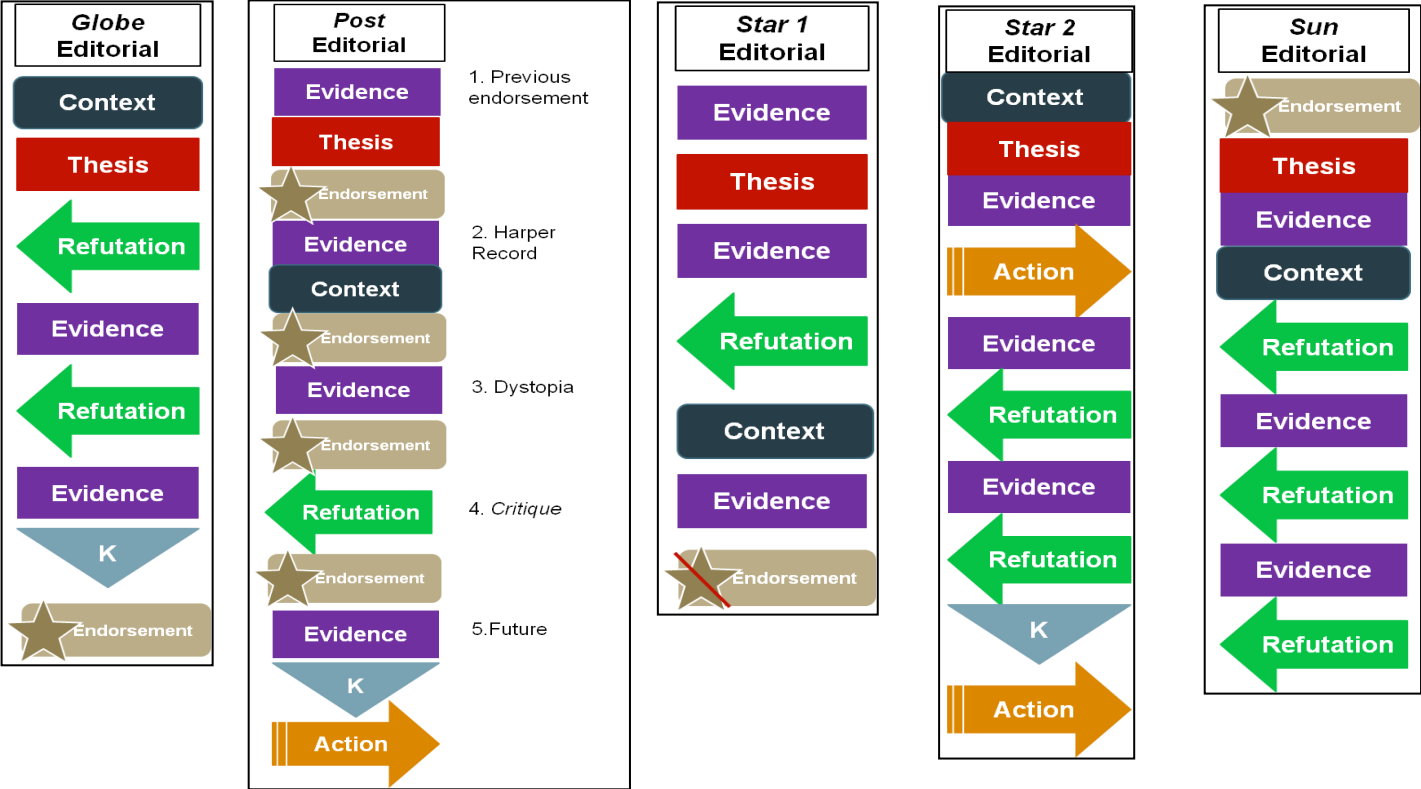 Globe
Editorial
Context
Thesis
Refutation
Evidence
Refutation
Evidence
K
Endorsement
Post
Editorial
Evidence
1. Previous
endorsement
Thesis
Endorsement
Evidence
2. Harper
Record
Context
Endorsement
Evidence
3. Dystopia
Endorsement
Refutation
4. Critique
Endorsement
Evidence
5.Future
K
Action
Star 1
Editorial
Evidence
Thesis
Evidence
Refutation
Context
Evidence
Endorsement
Star 2
Editorial
Context
Thesis
Evidence
Action
Evidence
Refutation
Evidence
Refutation
K
Action
Sun
Editorial
Endorsement
Thesis
Evidence
Context
Refutation
Evidence
Refutation
Evidence
Refutation